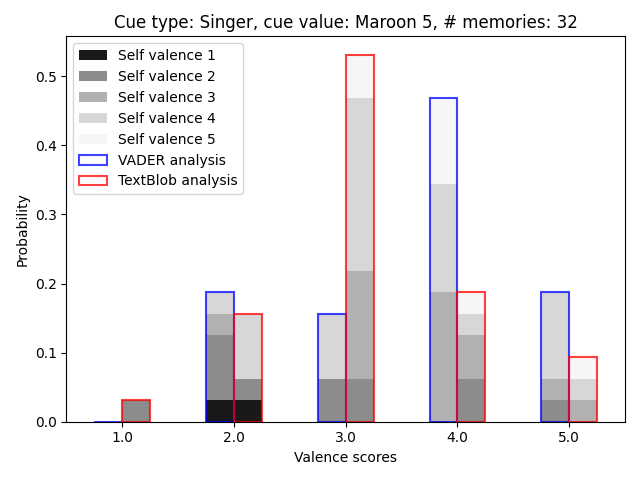 Cue type: Singer, cue value: Maroon 5, # memories: 32
Self valence 1
Self valence 2
Self valence 3
Self valence 4
Self valence 5
VADER analysis
TextBlob analysis
Probability
0.5
0.4
0.3
0.2
0.1
0.0
1.0 2.0 3.0 4.0 5.0
Valence scores